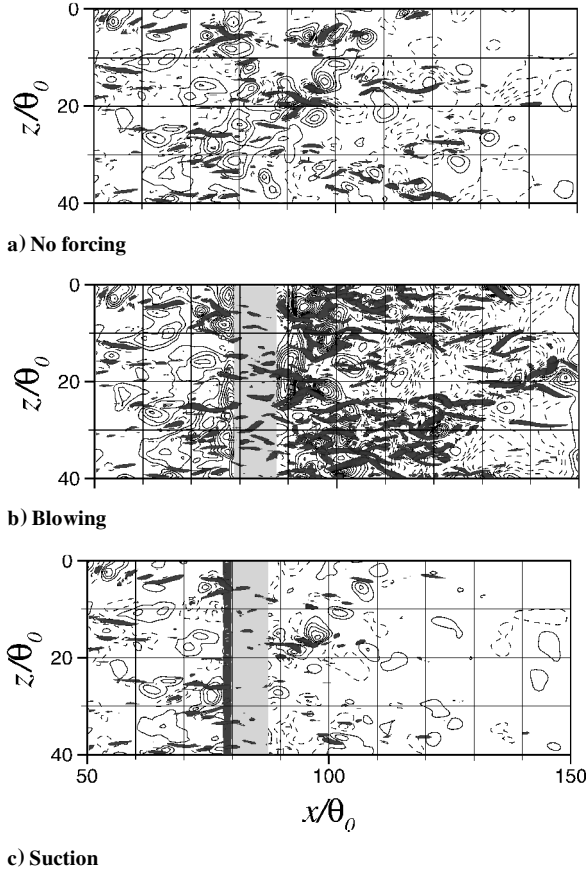 0
20
40
z/θ₀
a) No forcing
0
20
40
z/θ₀
b) Blowing
0
20
40
z/θ₀
50 100 150
x/θ₀
c) Suction